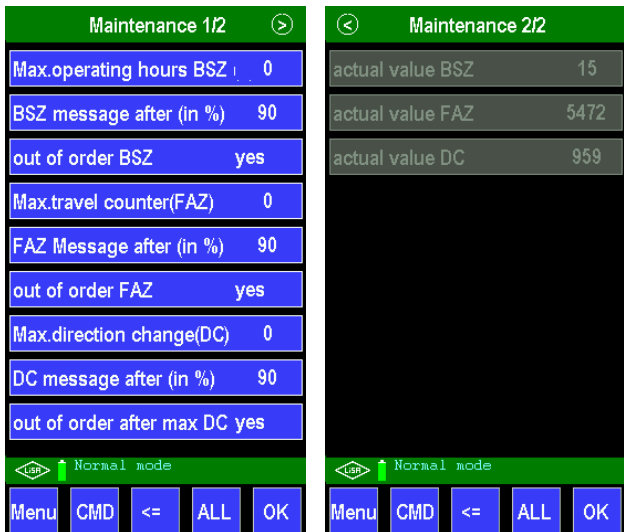 Maintenance 1/2 >
Max.operating hours BSZ 0
BSZ message after (in %) 90
out of order BSZ yes
Max.travel counter(FAZ) 0
FAZ Message after (in %) 90
out of order FAZ yes
Max.direction change(DC) 0
DC message after (in %) 90
out of order after max DC yes
LiSA Normal mode
Menu CMD <= ALL OK
< Maintenance 2/2
actual value BSZ 15
actual value FAZ 5472
actual value DC 959
LiSA Normal mode
Menu CMD <= ALL OK